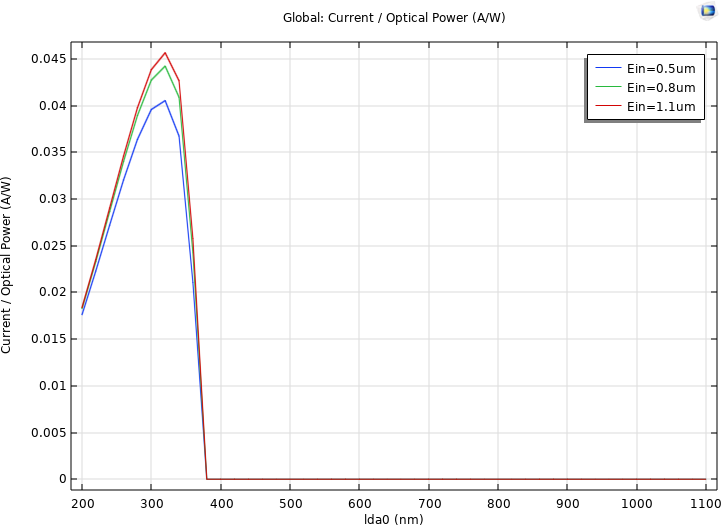 Global: Current / Optical Power (A/W)
Current / Optical Power (A/W)
0.045
0.04
0.035
0.03
0.025
0.02
0.015
0.01
0.005
0
Ein=0.5um
Ein=0.8um
Ein=1.1um
200 300 400 500 600 700 800 900 1000 1100
lda0 (nm)